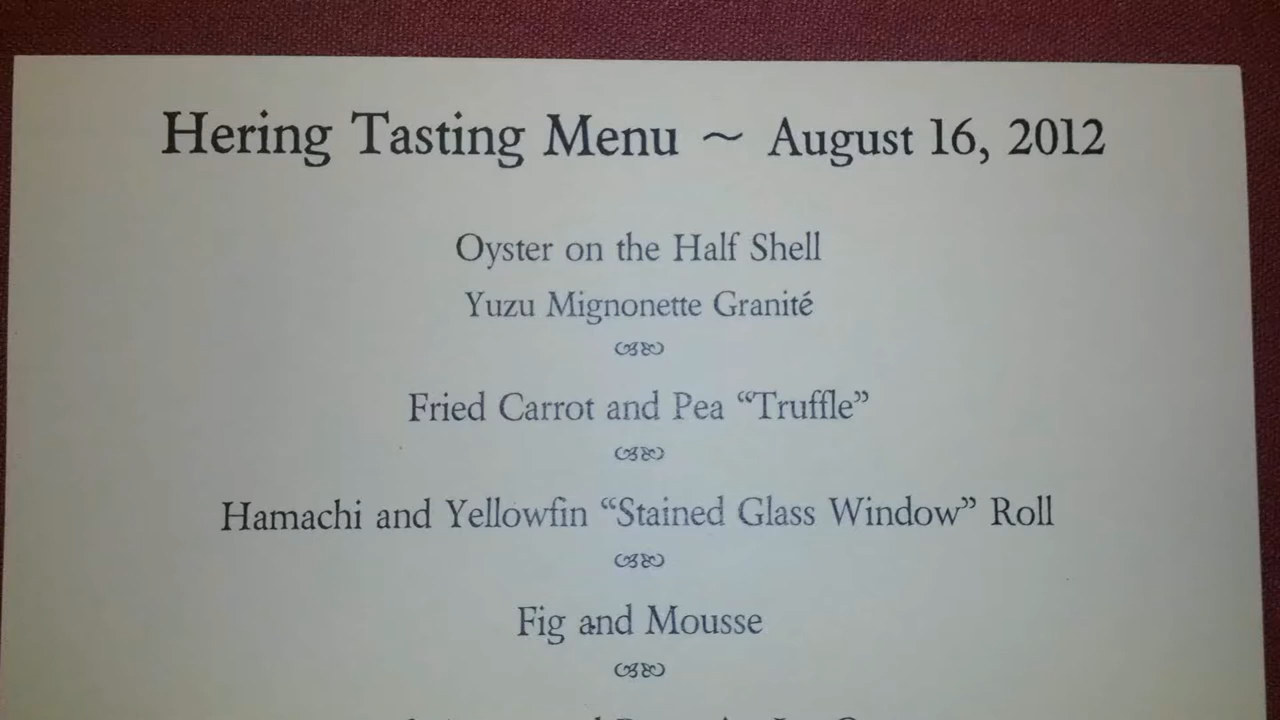 Hering Tasting Menu ~ August 16, 2012
Oyster on the Half Shell
Yuzu Mignonette Granité
Fried Carrot and Pea “Truffle”
Hamachi and Yellowfin “Stained Glass Window” Roll
Fig and Mousse